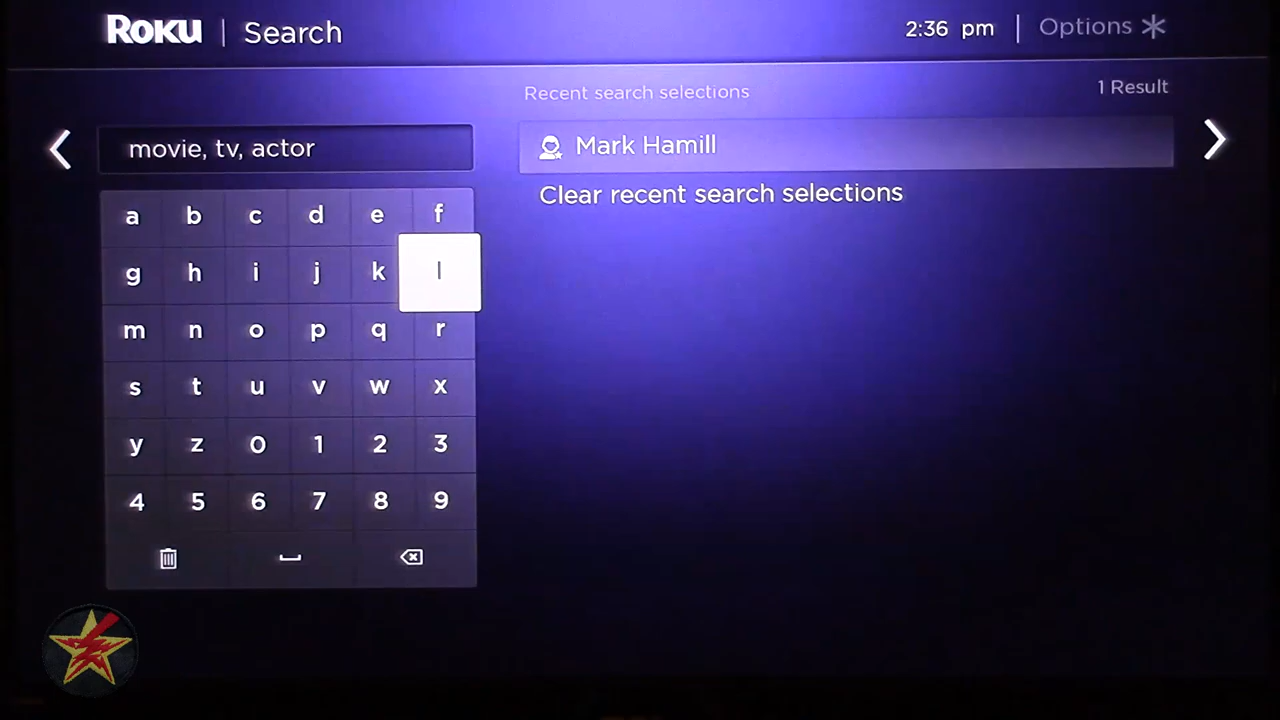 Roku | Search
2:36 pm | Options
Recent search selections
1 Result
movie, tv, actor
Mark Hamill
Clear recent search selections
a b c d e f
g h i j k l
m n o p q r
s t u v w x
y z 0 1 2 3
4 5 6 7 8 9